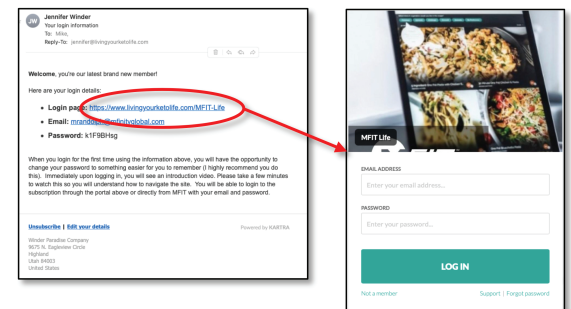 JW
Jennifer Winder
Your login information
To: Mike,
Reply-To: jennifer@livingyourketolife.com
Welcome, you're our latest brand new member!
Here are your login details:
• Login page: https://www.livingyourketolife.com/MFIT-Life
• Email: mrandolph@mfinityglobal.com
• Password: k1F9BHsg
When you login for the first time using the information above, you will have the opportunity to
change your password to something easier for you to remember (I highly recommend you do
this). Immediately upon logging in, you will see an introduction video. Please take a few minutes
to watch this so you will understand how to navigate the site. You will be able to login to the
subscription through the portal above or directly from MFIT with your email and password.
Unsubscribe | Edit your details
Powered by KARTRA
Winder Paradise Company
9675 N. Eagleview Circle
Highland
Utah 84003
United States
MFIT Life
EMAIL ADDRESS
Enter your email address...
PASSWORD
Enter your password...
LOG IN
Not a member
Support | Forgot password